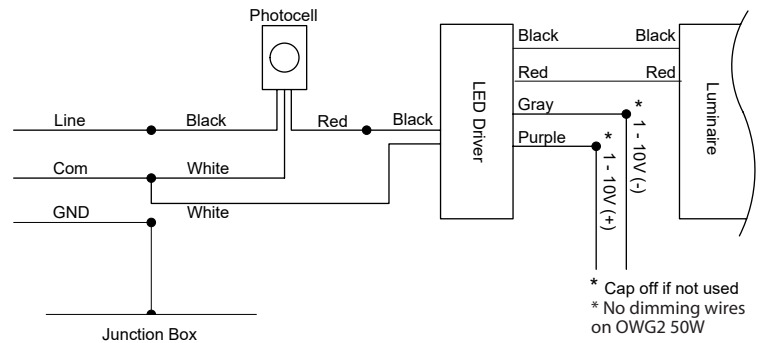 Photocell
Black Black
Red Red
Line Black Red Black
LED Driver
Luminaire
Gray
Purple
* 1 - 10V (-)
* 1 - 10V (+)
Com White
GND White
* Cap off if not used
* No dimming wires
on OWG2 50W
Junction Box